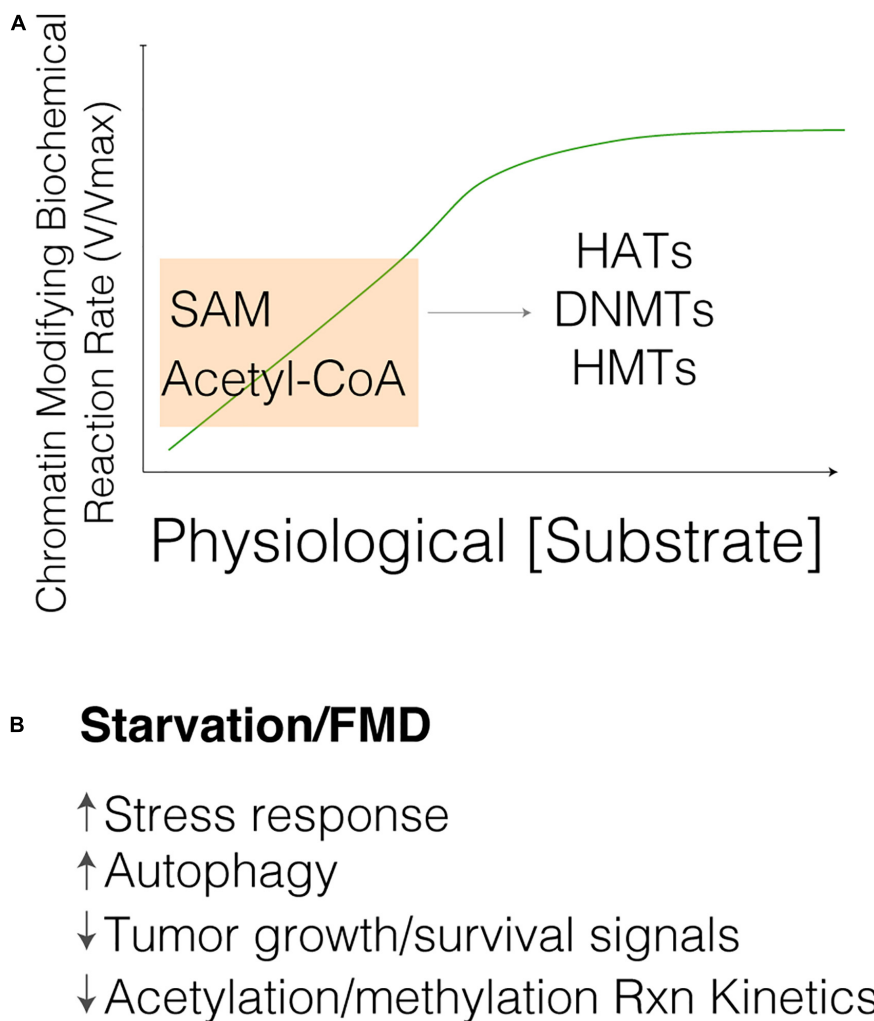 A
Chromatin Modifying Biochemical
Reaction Rate (V/Vmax)
SAM
Acetyl-CoA
HATs
DNMTs
HMTs
Physiological [Substrate]
B
Starvation/FMD
↑ Stress response
↑ Autophagy
↓ Tumor growth/survival signals
↓ Acetylation/methylation Rxn Kinetics